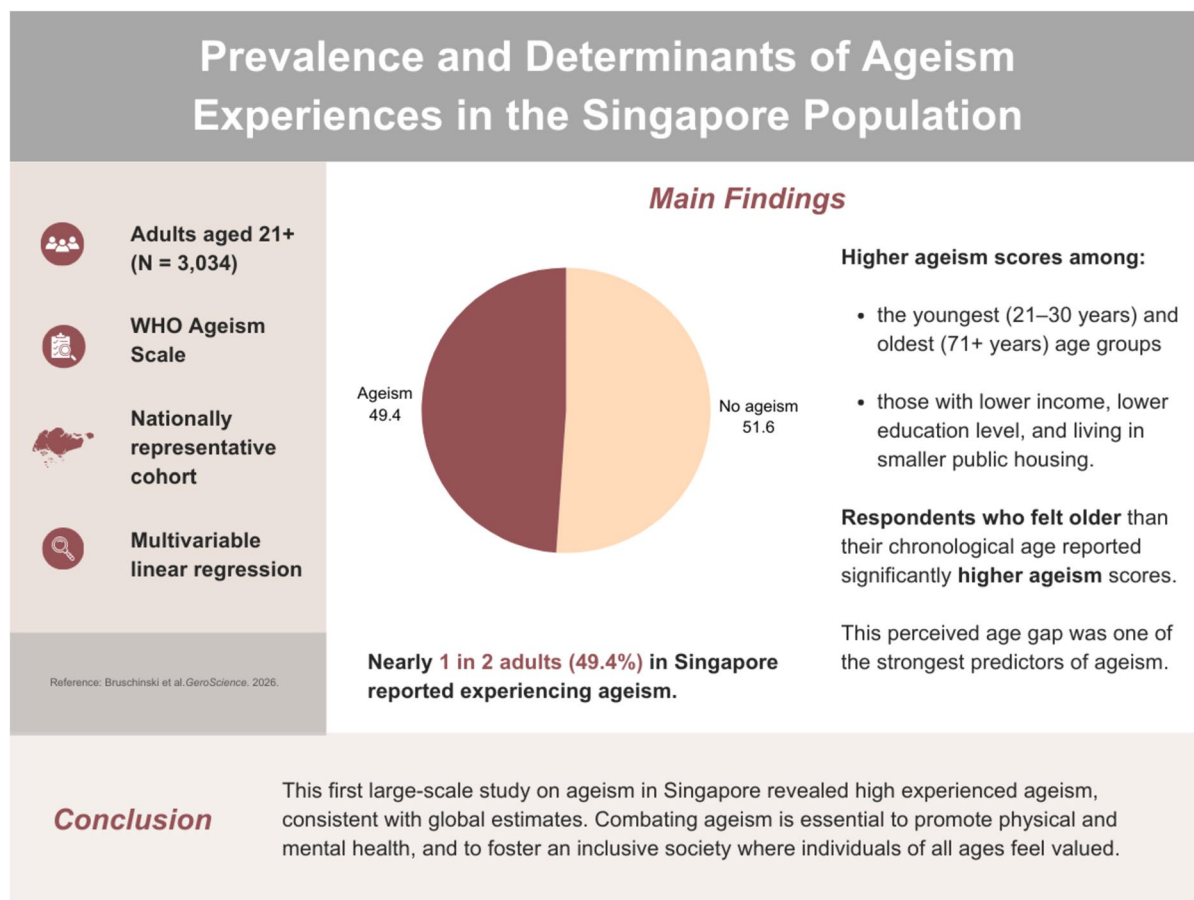 Prevalence and Determinants of Ageism
Experiences in the Singapore Population
Adults aged 21+
(N = 3,034)
WHO Ageism
Scale
Nationally
representative
cohort
Multivariable
linear regression
Reference: Bruschinski et al.GeroScience. 2026.
Main Findings
Ageism
49.4
No ageism
51.6
Nearly 1 in 2 adults (49.4%) in Singapore
reported experiencing ageism.
Higher ageism scores among:
• the youngest (21–30 years) and
oldest (71+ years) age groups
• those with lower income, lower
education level, and living in
smaller public housing.
Respondents who felt older than
their chronological age reported
significantly higher ageism scores.
This perceived age gap was one of
the strongest predictors of ageism.
Conclusion
This first large-scale study on ageism in Singapore revealed high experienced ageism,
consistent with global estimates. Combating ageism is essential to promote physical and
mental health, and to foster an inclusive society where individuals of all ages feel valued.